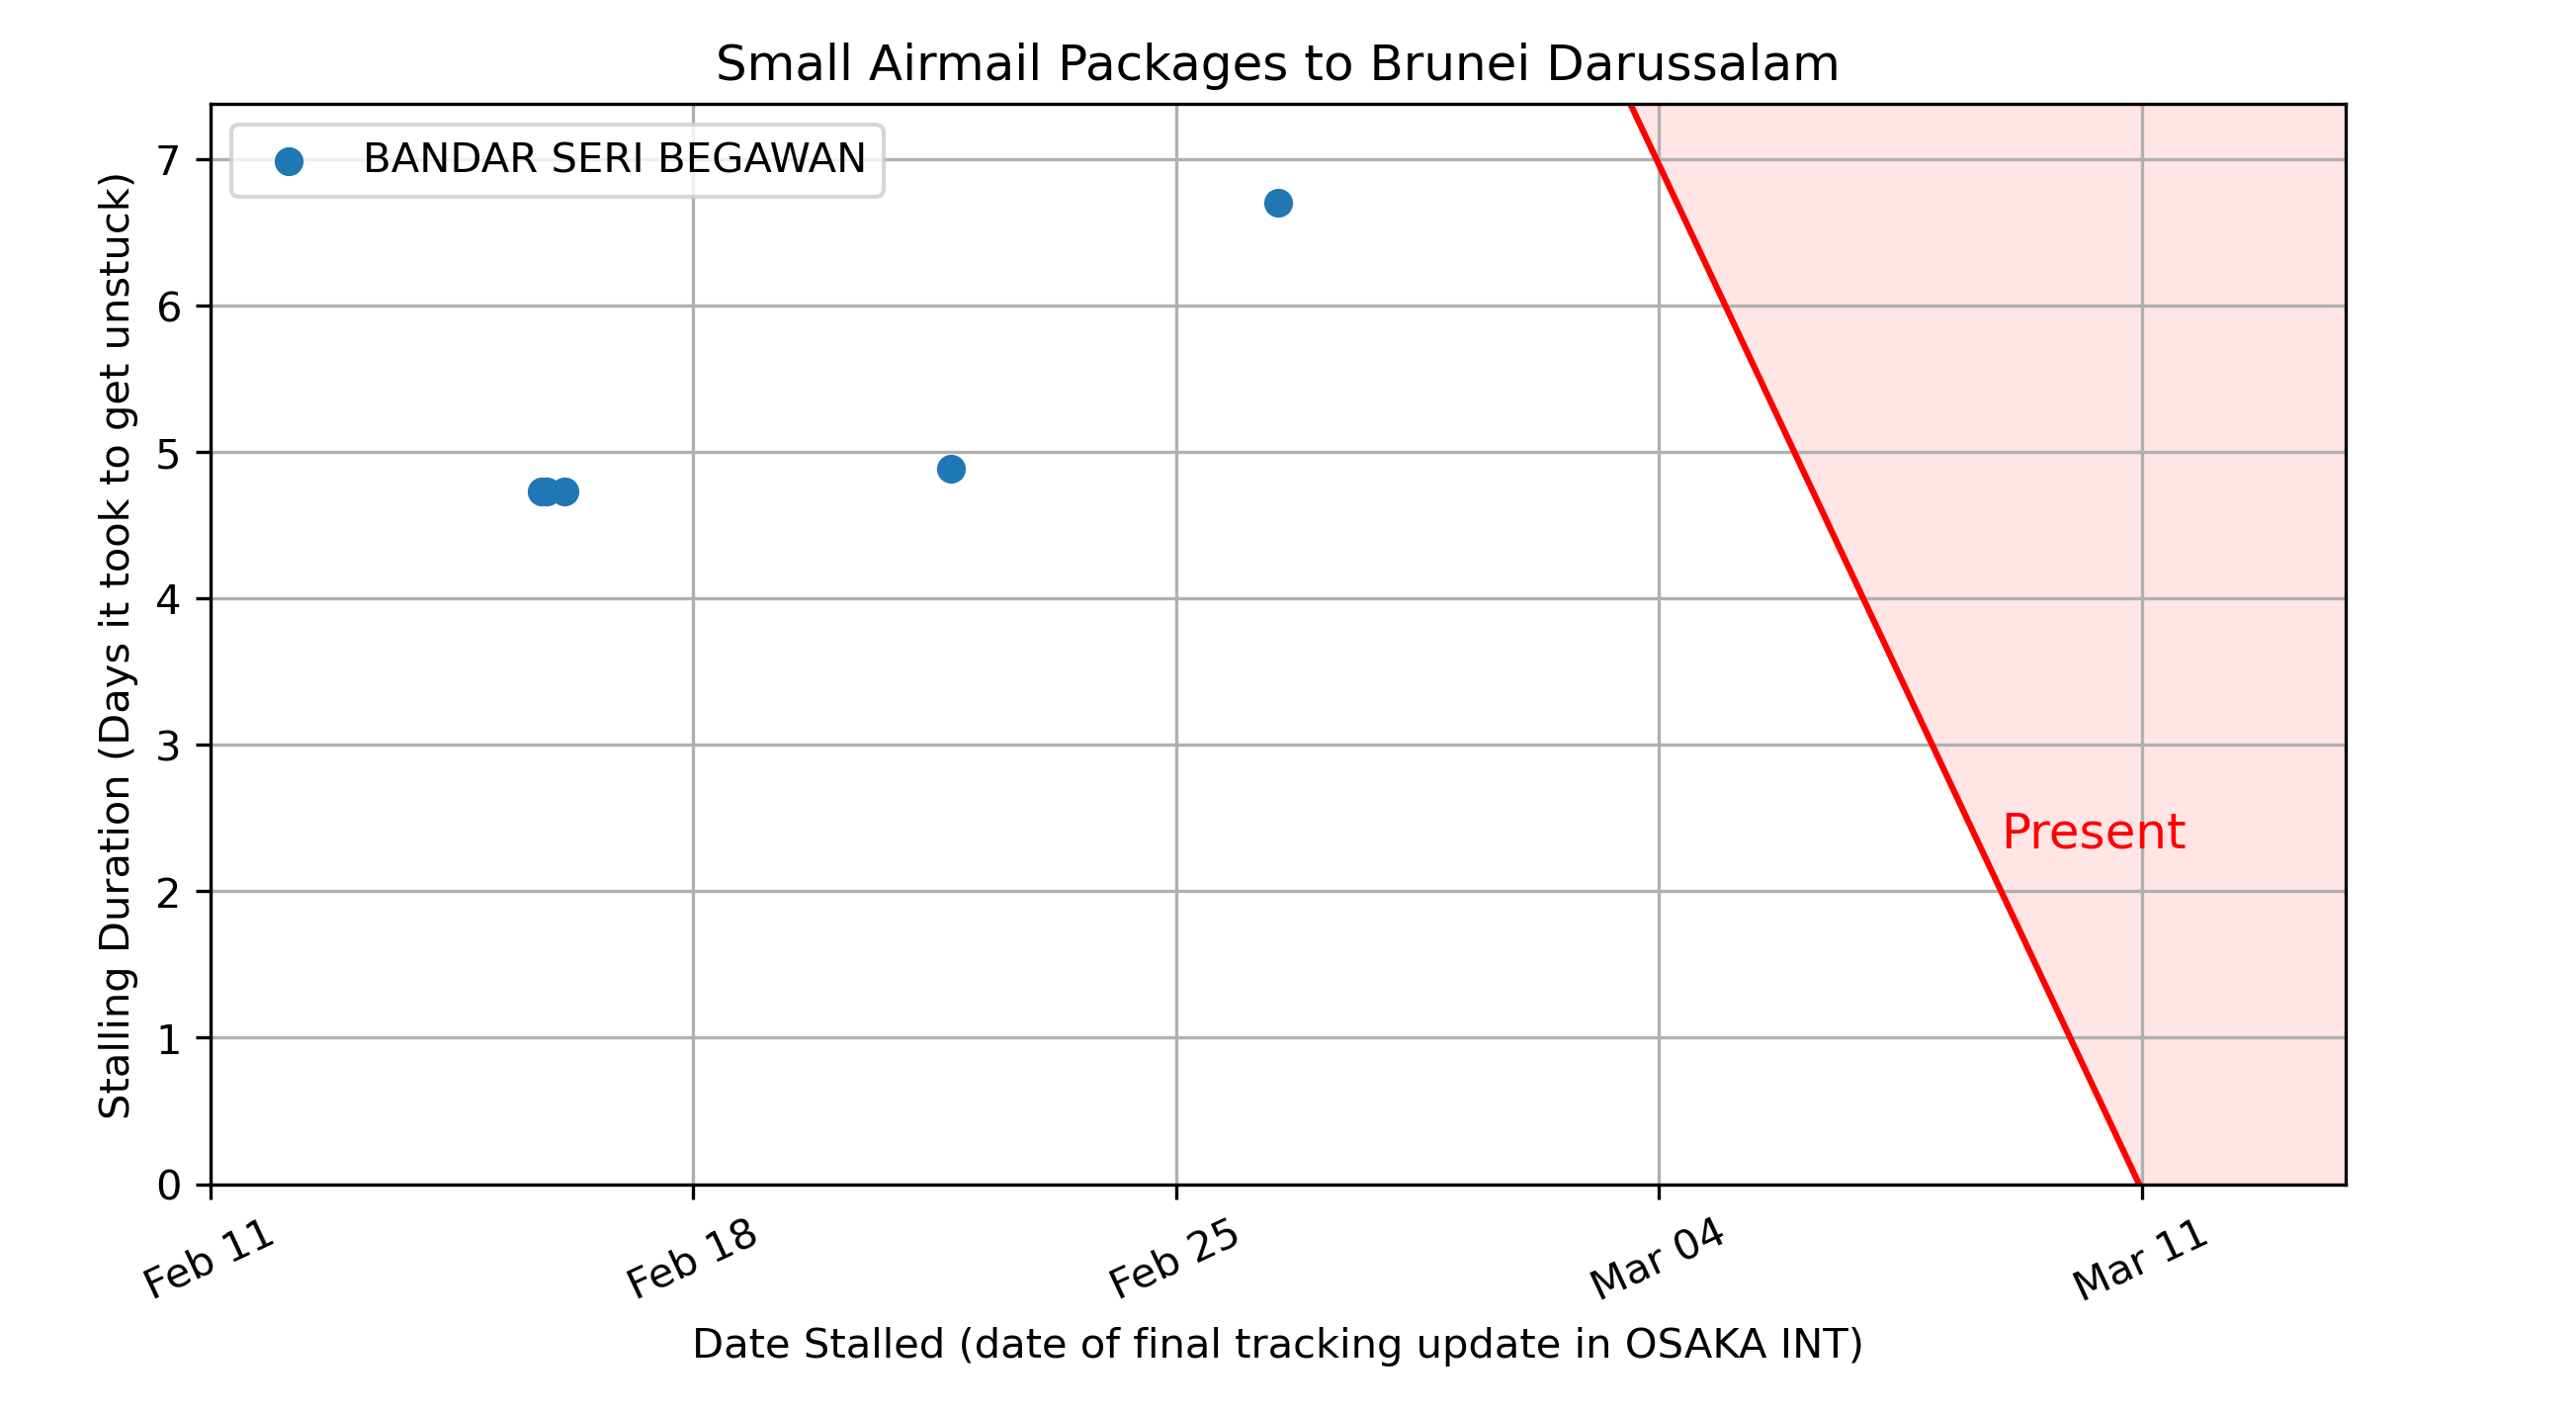 Small Airmail Packages to Brunei Darussalam
BANDAR SERI BEGAWAN
Stalling Duration (Days it took to get unstuck)
7
6
5
4
3
2
1
0
Present
Feb 11
Feb 18
Feb 25
Mar 04
Mar 11
Date Stalled (date of final tracking update in OSAKA INT)